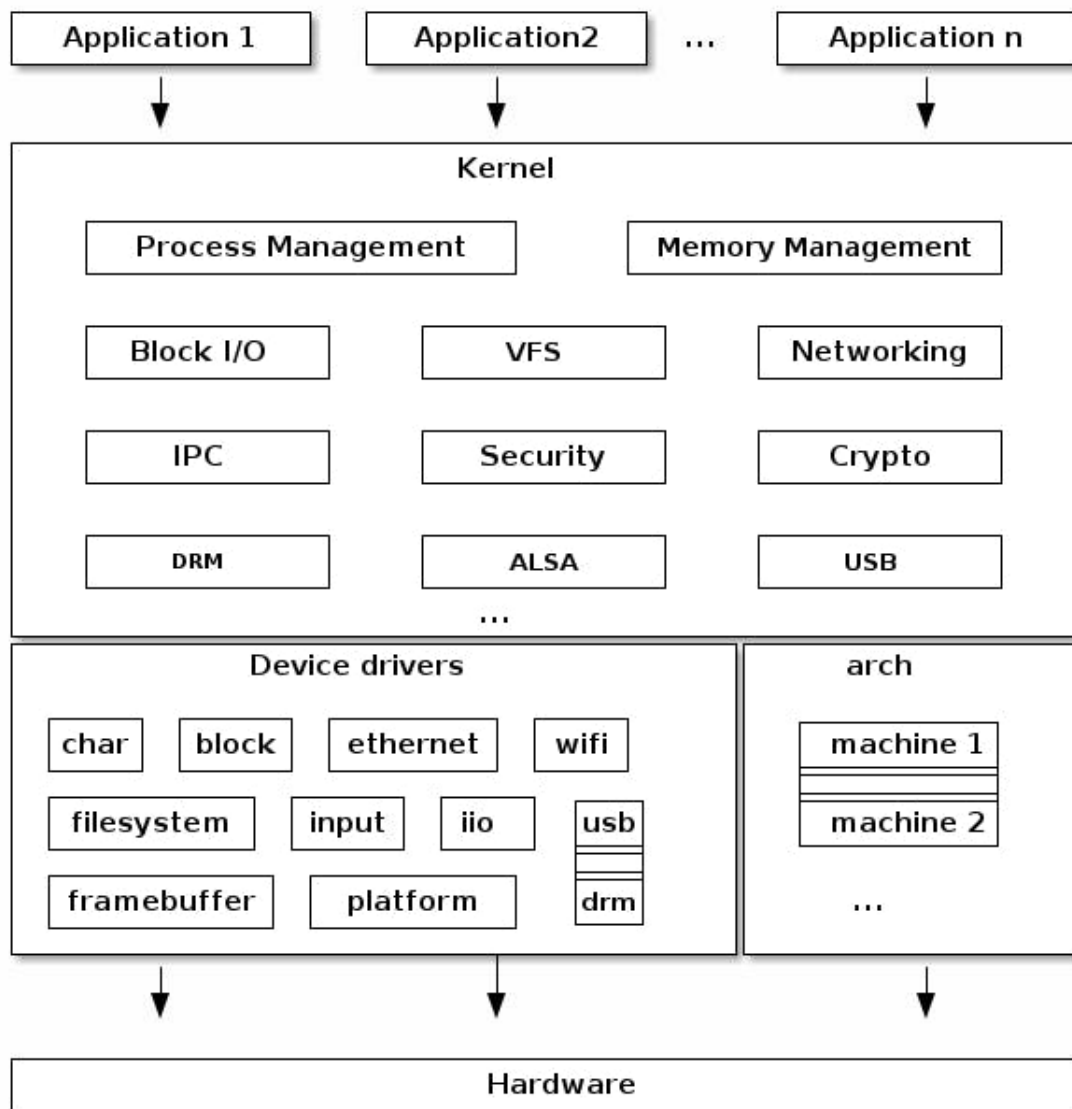 Application 1 Application2 ... Application n
Kernel
Process Management Memory Management
Block I/O VFS Networking
IPC Security Crypto
DRM ALSA USB
...
Device drivers arch
char block ethernet wifi machine 1
filesystem input iio usb machine 2
framebuffer platform drm ...
Hardware